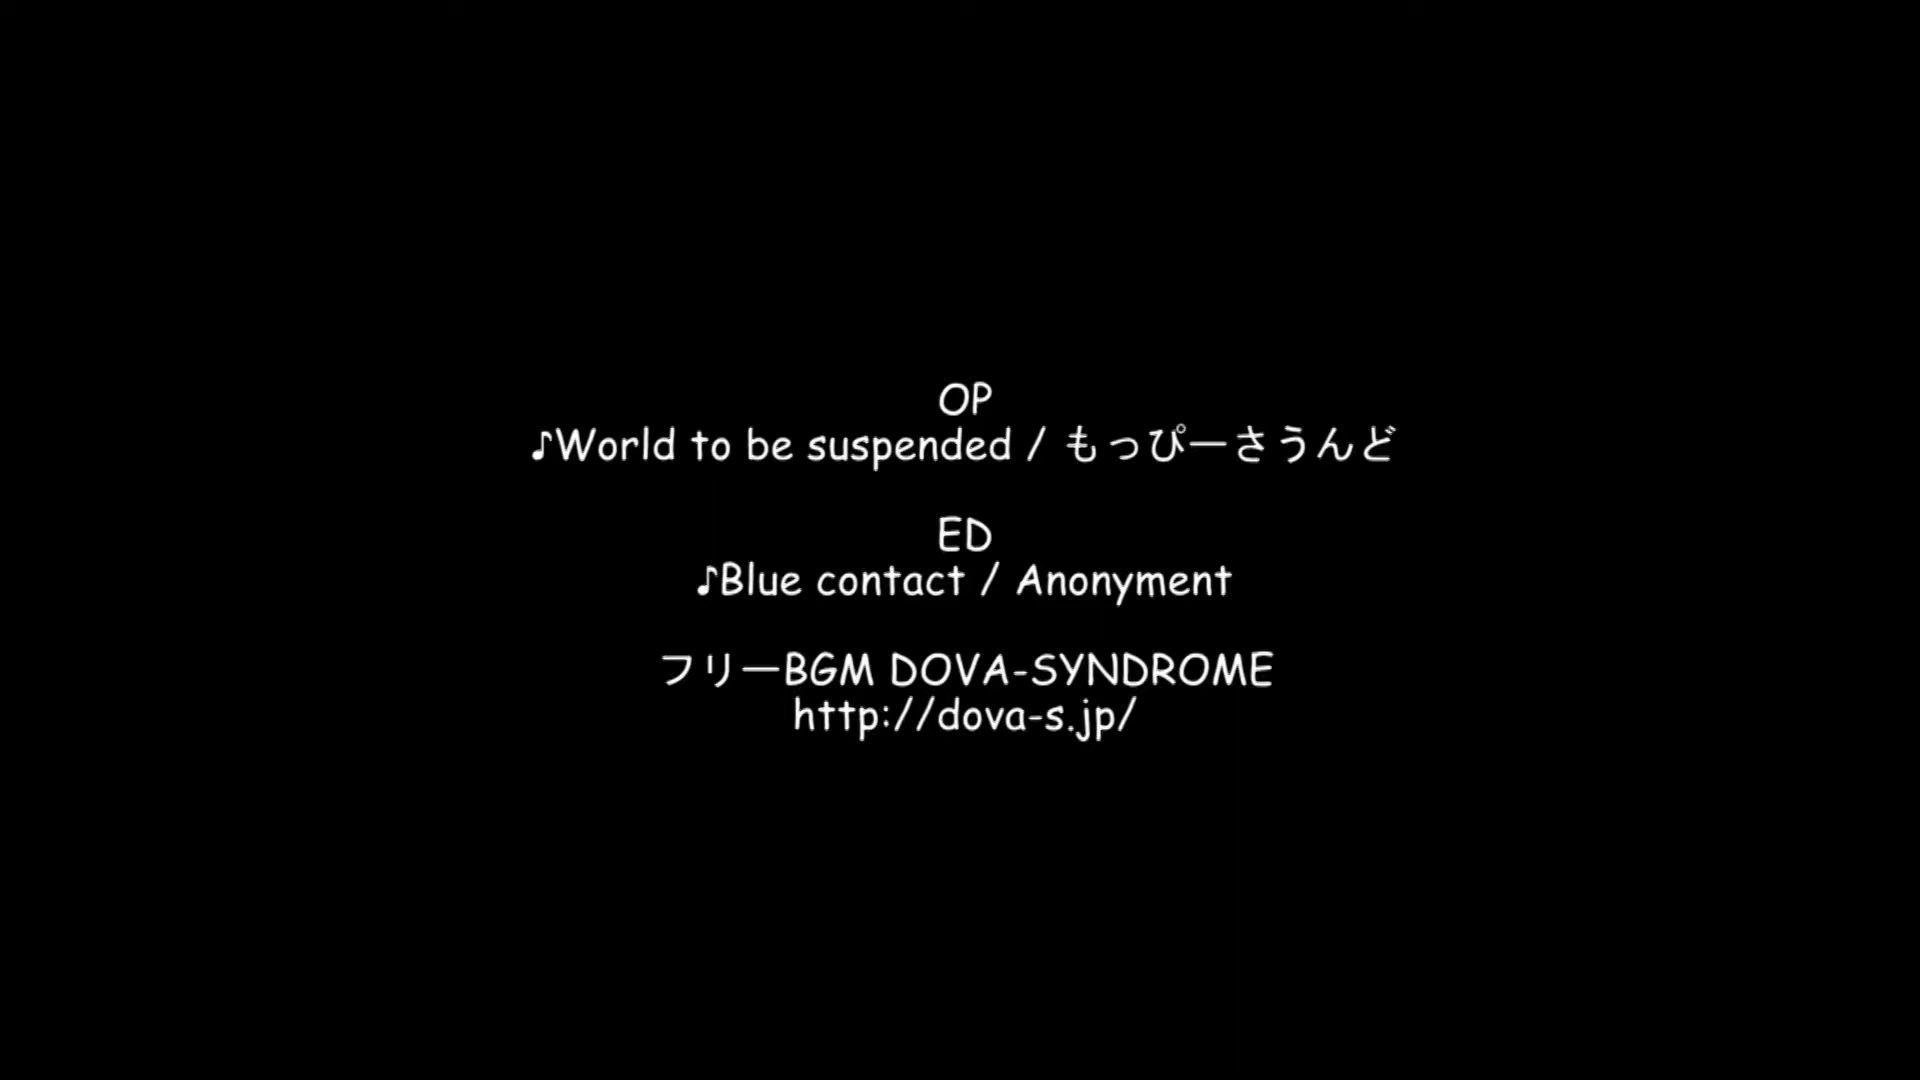 OP
♪World to be suspended / もっぴーさうんど
ED
♪Blue contact / Anonyment
フリーBGM DOVA-SYNDROME
http://dova-s.jp/